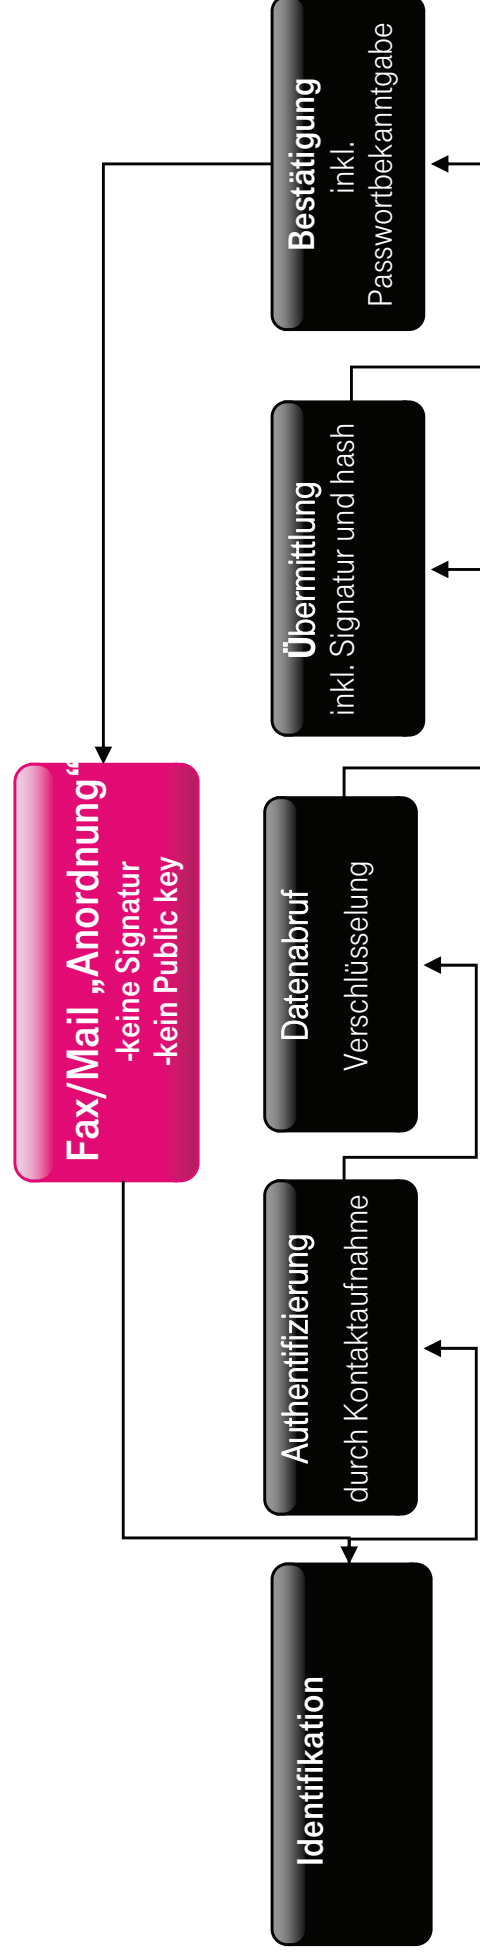 Fax/Mail „Anordnung“
-keine Signatur
-kein Public key
Identifikation
Authentifizierung
durch Kontaktaufnahme
Datenabruf
Verschlüsselung
Übermittlung
inkl. Signatur und hash
Bestätigung
inkl.
Passwortbekanntgabe